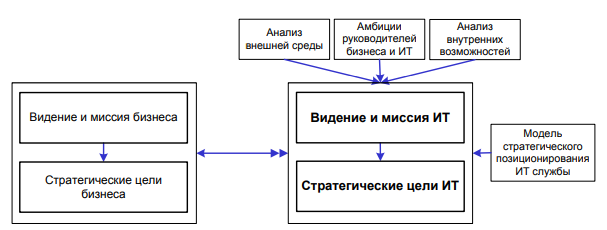 Анализ
внешней среды
Амбиции
руководителей
бизнеса и ИТ
Анализ
внутренних
возможностей
Видение и миссия бизнеса
Стратегические цели
бизнеса
Видение и миссия ИТ
Стратегические цели ИТ
Модель
стратегического
позиционирования
ИТ службы